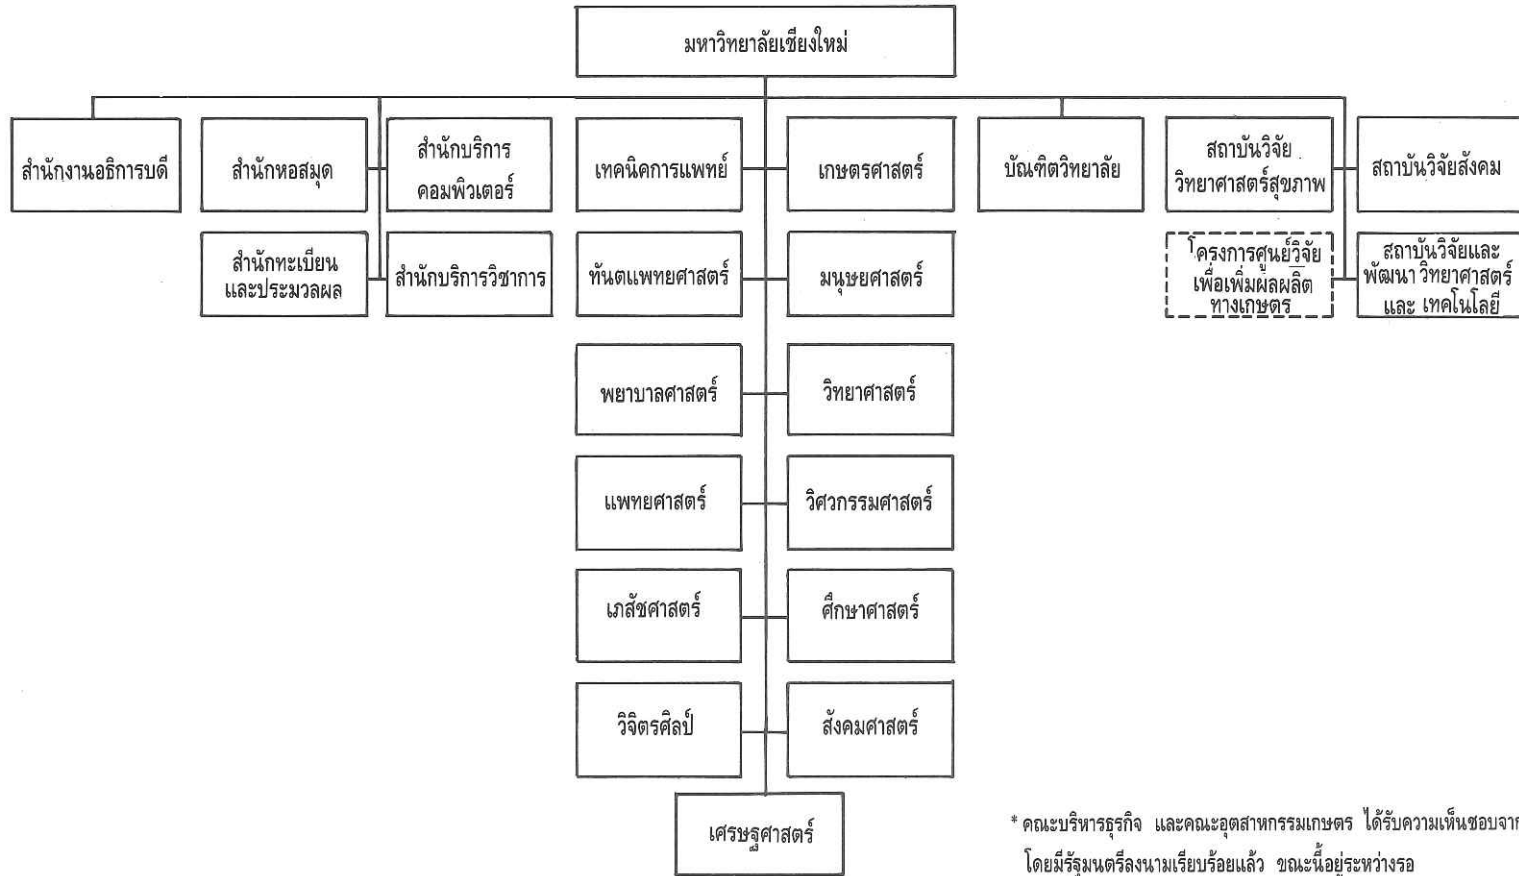 มหาวิทยาลัยเชียงใหม่
สำนักงานอธิการบดี
สำนักหอสมุด
สำนักบริการ
คอมพิวเตอร์
สำนักทะเบียน
และประมวลผล
สำนักบริการวิชาการ
เทคนิคการแพทย์
เกษตรศาสตร์
ทันตแพทยศาสตร์
มนุษยศาสตร์
พยาบาลศาสตร์
วิทยาศาสตร์
แพทยศาสตร์
วิศวกรรมศาสตร์
เภสัชศาสตร์
ศึกษาศาสตร์
วิจิตรศิลป์
สังคมศาสตร์
เศรษฐศาสตร์
บัณฑิตวิทยาลัย
สถาบันวิจัย
วิทยาศาสตร์สุขภาพ
สถาบันวิจัยสังคม
โครงการศูนย์วิจัย
เพื่อเพิ่มผลผลิต
ทางเกษตร
สถาบันวิจัยและ
พัฒนาวิทยาศาสตร์
และ เทคโนโลยี
* คณะบริหารธุรกิจ และคณะอุตสาหกรรมเกษตร ได้รับความเห็นชอบจาก
โดยมีรัฐมนตรีลงนามเรียบร้อยแล้ว ขณะนี้อยู่ระหว่างรอ